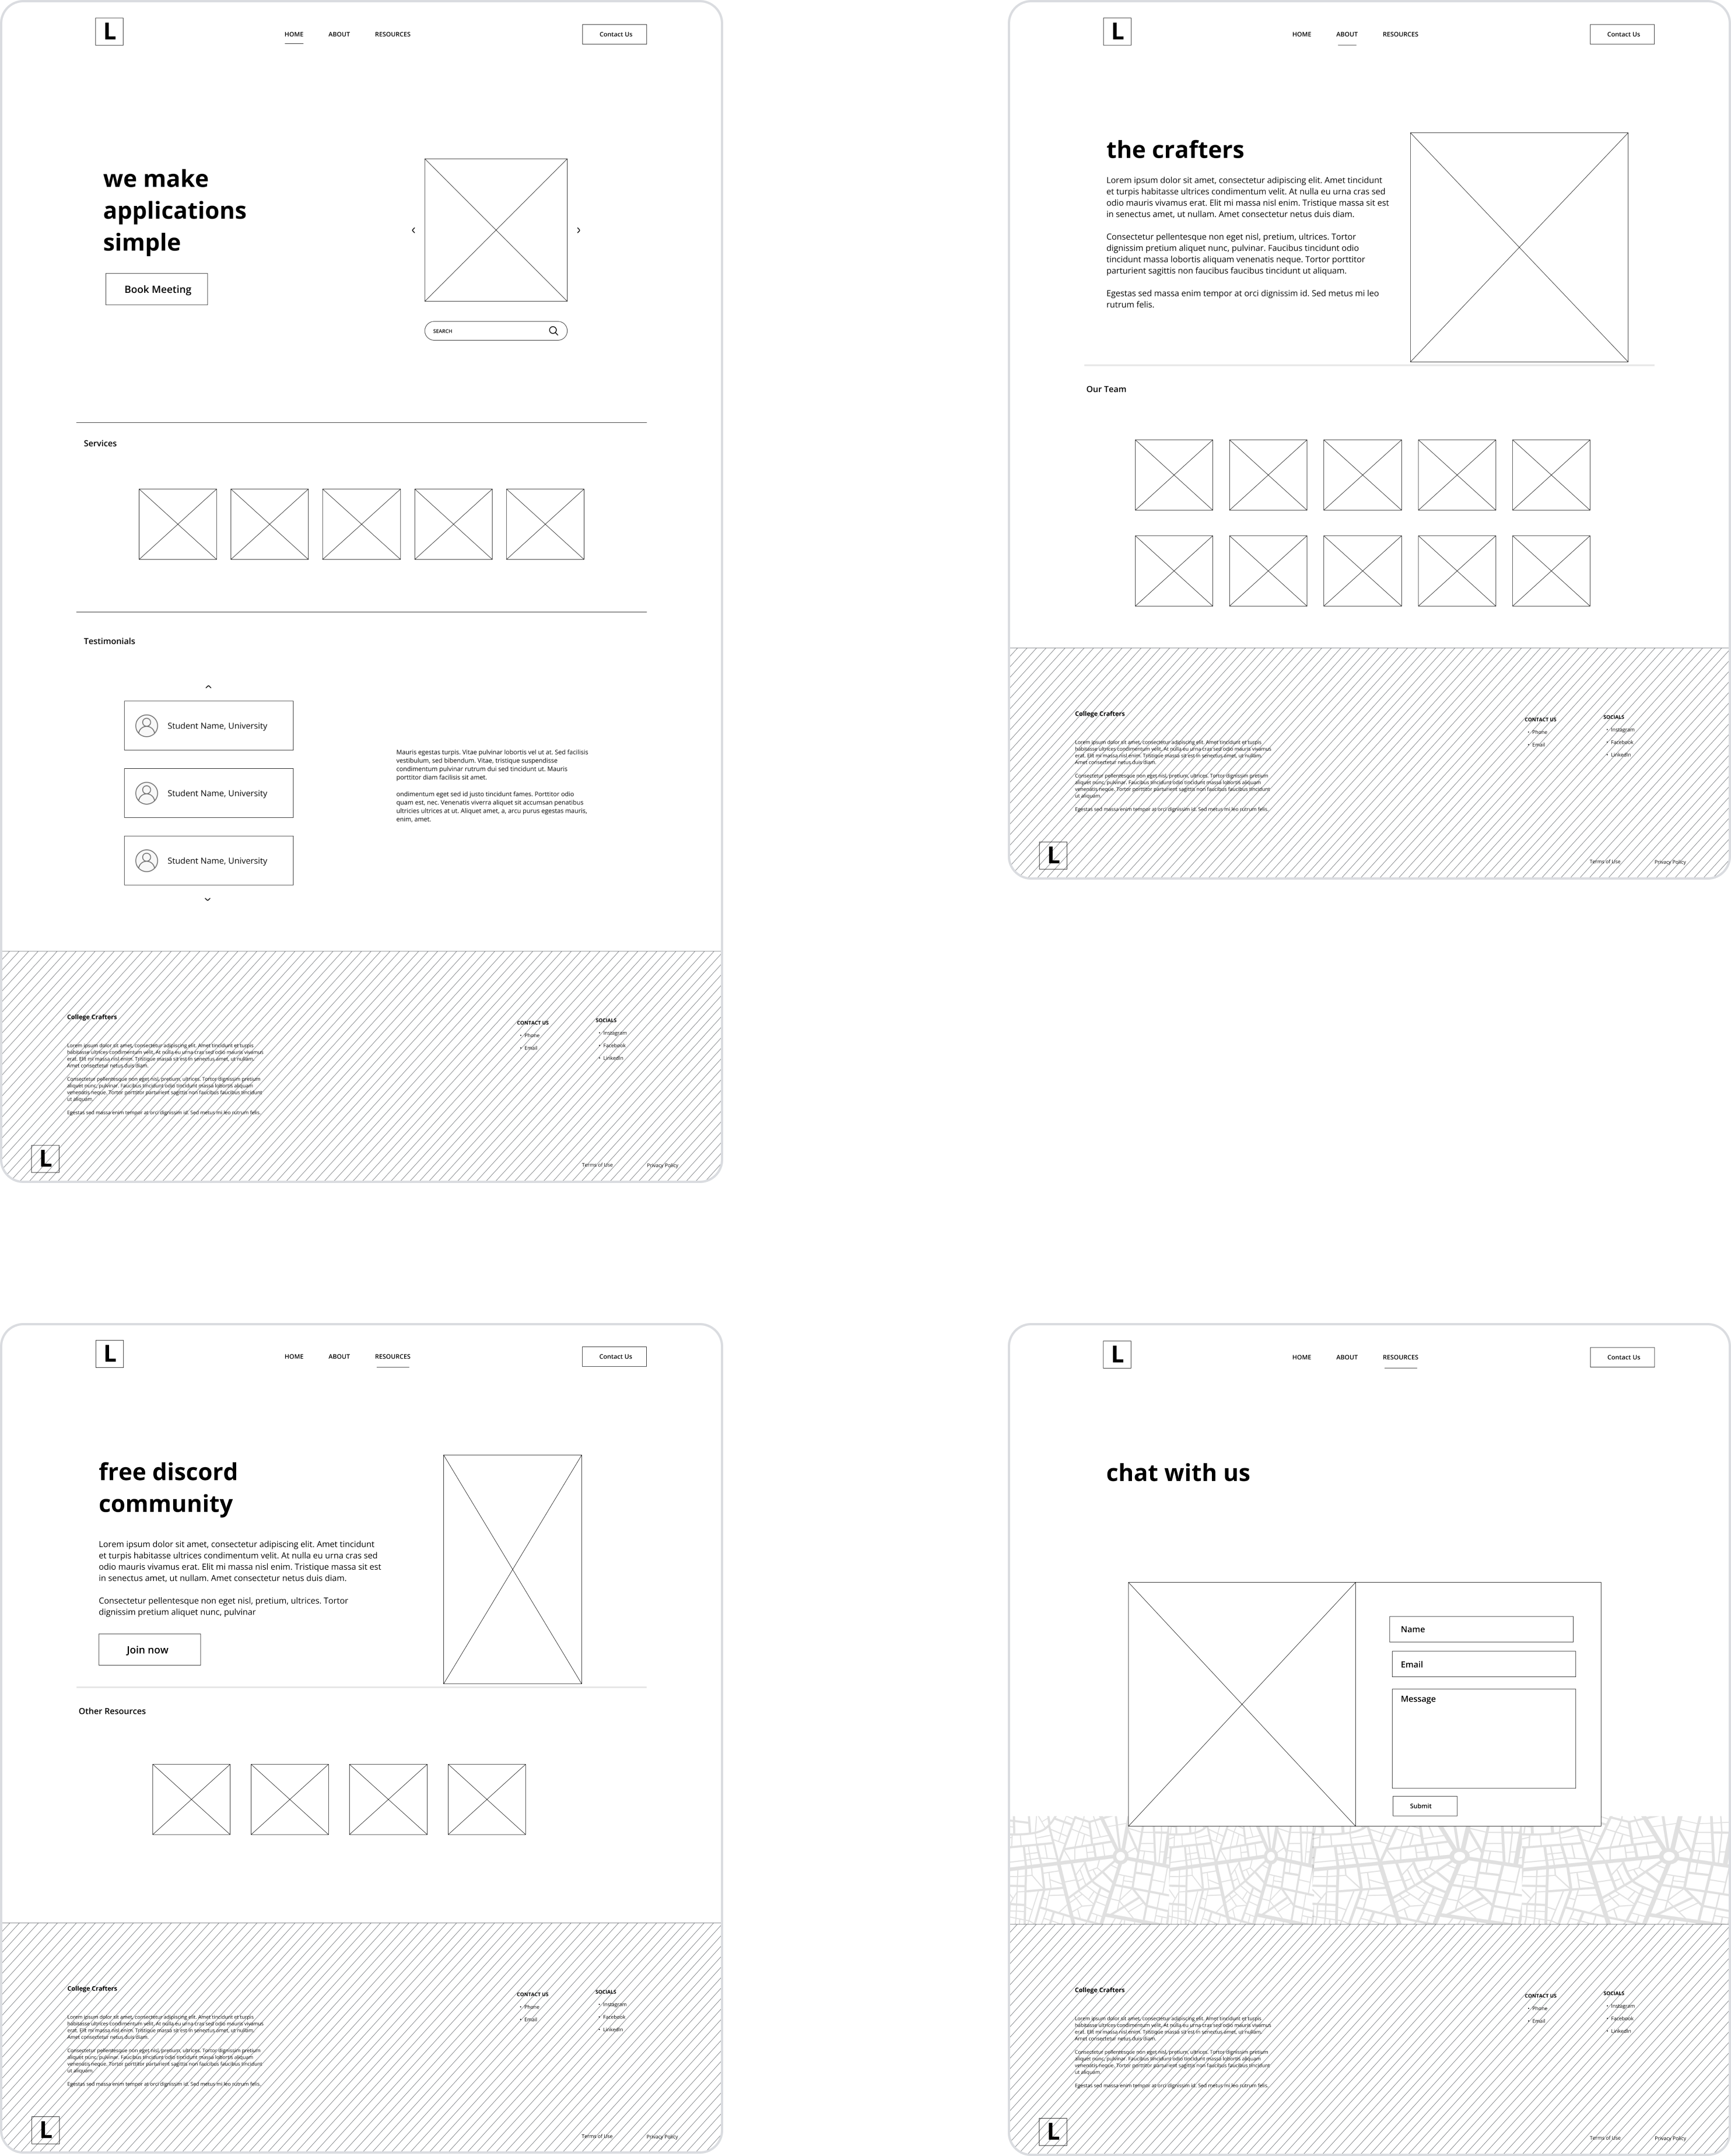 L
HOME ABOUT RESOURCES
Contact Us
we make
applications
simple
Book Meeting
SEARCH
Services
Testimonials
Student Name, University
Student Name, University
Student Name, University
Mauris egestas turpis. Vitae pulvinar lobortis vel ut at. Sed facilisis
vestibulum, sed bibendum. Vitae, tristique suspendisse
condimentum pulvinar rutrum dui sed tincidunt ut. Mauris
porttitor diam facilisis sit amet.
ondimentum eget sed id justo tincidunt fames. Porttitor odio
quam est, nec. Venenatis viverra aliquet sit accumsan penatibus
ultricies ultrices at ut. Aliquet amet, a, arcu purus egestas mauris,
enim, amet.
College Crafters
Lorem ipsum dolor sit amet, consectetur adipiscing elit. Amet tincidunt et turpis
habitasse ultrices condimentum velit. At nulla eu urna cras sed odio mauris vivamus
erat. Elit mi massa nisl enim. Tristique massa sit est in senectus amet, ut nullam.
Amet consectetur netus duis diam.
Consectetur pellentesque non eget nisl, pretium, ultrices. Tortor dignissim pretium
aliquet nunc, pulvinar. Faucibus tincidunt odio tincidunt massa lobortis aliquam
venenatis neque. Tortor porttitor parturient sagittis non faucibus faucibus tincidunt
ut aliquam.
Egestas sed massa enim tempor at orci dignissim id. Sed metus mi leo rutrum felis.
CONTACT US
• Phone
• Email
SOCIALS
• Instagram
• Facebook
• LinkedIn
L
Terms of Use
Privacy Policy
L
HOME ABOUT RESOURCES
Contact Us
the crafters
Lorem ipsum dolor sit amet, consectetur adipiscing elit. Amet tincidunt
et turpis habitasse ultrices condimentum velit. At nulla eu urna cras sed
odio mauris vivamus erat. Elit mi massa nisl enim. Tristique massa sit est
in senectus amet, ut nullam. Amet consectetur netus duis diam.
Consectetur pellentesque non eget nisl, pretium, ultrices. Tortor
dignissim pretium aliquet nunc, pulvinar. Faucibus tincidunt odio
tincidunt massa lobortis aliquam venenatis neque. Tortor porttitor
parturient sagittis non faucibus faucibus tincidunt ut aliquam.
Egestas sed massa enim tempor at orci dignissim id. Sed metus mi leo
rutrum felis.
Our Team
College Crafters
Lorem ipsum dolor sit amet, consectetur adipiscing elit. Amet tincidunt et turpis
habitasse ultrices condimentum velit. At nulla eu urna cras sed odio mauris vivamus
erat. Elit mi massa nisl enim. Tristique massa sit est in senectus amet, ut nullam.
Amet consectetur netus duis diam.
Consectetur pellentesque non eget nisl, pretium, ultrices. Tortor dignissim pretium
aliquet nunc, pulvinar. Faucibus tincidunt odio tincidunt massa lobortis aliquam
venenatis neque. Tortor porttitor parturient sagittis non faucibus faucibus tincidunt
ut aliquam.
Egestas sed massa enim tempor at orci dignissim id. Sed metus mi leo rutrum felis.
CONTACT US
• Phone
• Email
SOCIALS
• Instagram
• Facebook
• LinkedIn
L
Terms of Use
Privacy Policy
L
HOME ABOUT RESOURCES
Contact Us
free discord
community
Lorem ipsum dolor sit amet, consectetur adipiscing elit. Amet tincidunt
et turpis habitasse ultrices condimentum velit. At nulla eu urna cras sed
odio mauris vivamus erat. Elit mi massa nisl enim. Tristique massa sit est
in senectus amet, ut nullam. Amet consectetur netus duis diam.
Consectetur pellentesque non eget nisl, pretium, ultrices. Tortor
dignissim pretium aliquet nunc, pulvinar
Join now
Other Resources
College Crafters
Lorem ipsum dolor sit amet, consectetur adipiscing elit. Amet tincidunt et turpis
habitasse ultrices condimentum velit. At nulla eu urna cras sed odio mauris vivamus
erat. Elit mi massa nisl enim. Tristique massa sit est in senectus amet, ut nullam.
Amet consectetur netus duis diam.
Consectetur pellentesque non eget nisl, pretium, ultrices. Tortor dignissim pretium
aliquet nunc, pulvinar. Faucibus tincidunt odio tincidunt massa lobortis aliquam
venenatis neque. Tortor porttitor parturient sagittis non faucibus faucibus tincidunt
ut aliquam.
Egestas sed massa enim tempor at orci dignissim id. Sed metus mi leo rutrum felis.
CONTACT US
• Phone
• Email
SOCIALS
• Instagram
• Facebook
• LinkedIn
L
Terms of Use
Privacy Policy
L
HOME ABOUT RESOURCES
Contact Us
chat with us
Name
Email
Message
Submit
College Crafters
Lorem ipsum dolor sit amet, consectetur adipiscing elit. Amet tincidunt et turpis
habitasse ultrices condimentum velit. At nulla eu urna cras sed odio mauris vivamus
erat. Elit mi massa nisl enim. Tristique massa sit est in senectus amet, ut nullam.
Amet consectetur netus duis diam.
Consectetur pellentesque non eget nisl, pretium, ultrices. Tortor dignissim pretium
aliquet nunc, pulvinar. Faucibus tincidunt odio tincidunt massa lobortis aliquam
venenatis neque. Tortor porttitor parturient sagittis non faucibus faucibus tincidunt
ut aliquam.
Egestas sed massa enim tempor at orci dignissim id. Sed metus mi leo rutrum felis.
CONTACT US
• Phone
• Email
SOCIALS
• Instagram
• Facebook
• LinkedIn
L
Terms of Use
Privacy Policy